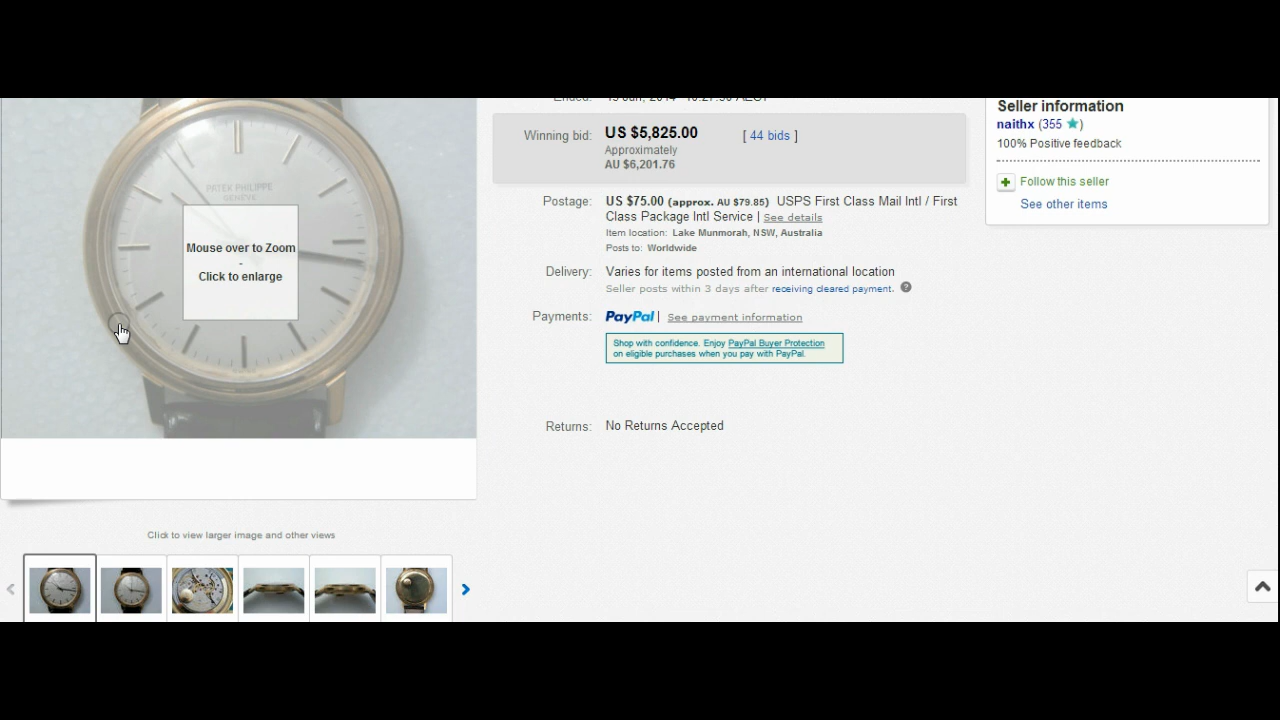 Seller information
naithx (355 ★)
100% Positive feedback
Follow this seller
See other items
Winning bid: US $5,825.00 [ 44 bids ]
Approximately
AU $6,201.76
Postage: US $75.00 (approx. AU $79.85) USPS First Class Mail Intl / First
Class Package Intl Service | See details
Item location: Lake Munmorah, NSW, Australia
Posts to: Worldwide
Delivery: Varies for items posted from an international location
Seller posts within 3 days after receiving cleared payment. ?
Payments: PayPal | See payment information
Shop with confidence. Enjoy PayPal Buyer Protection
on eligible purchases when you pay with PayPal.
Returns: No Returns Accepted
PATEK PHILIPPE
GENEVE
Mouse over to Zoom
-
Click to enlarge
Click to view larger image and other views